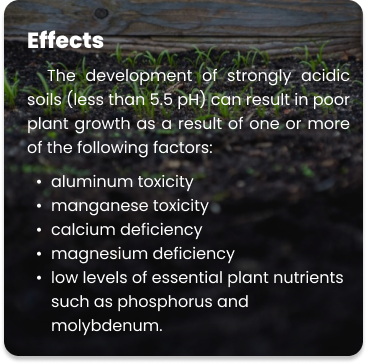 Effects
The development of strongly acidic
soils (less than 5.5 pH) can result in poor
plant growth as a result of one or more
of the following factors:
• aluminum toxicity
• manganese toxicity
• calcium deficiency
• magnesium deficiency
• low levels of essential plant nutrients
such as phosphorus and
molybdenum.